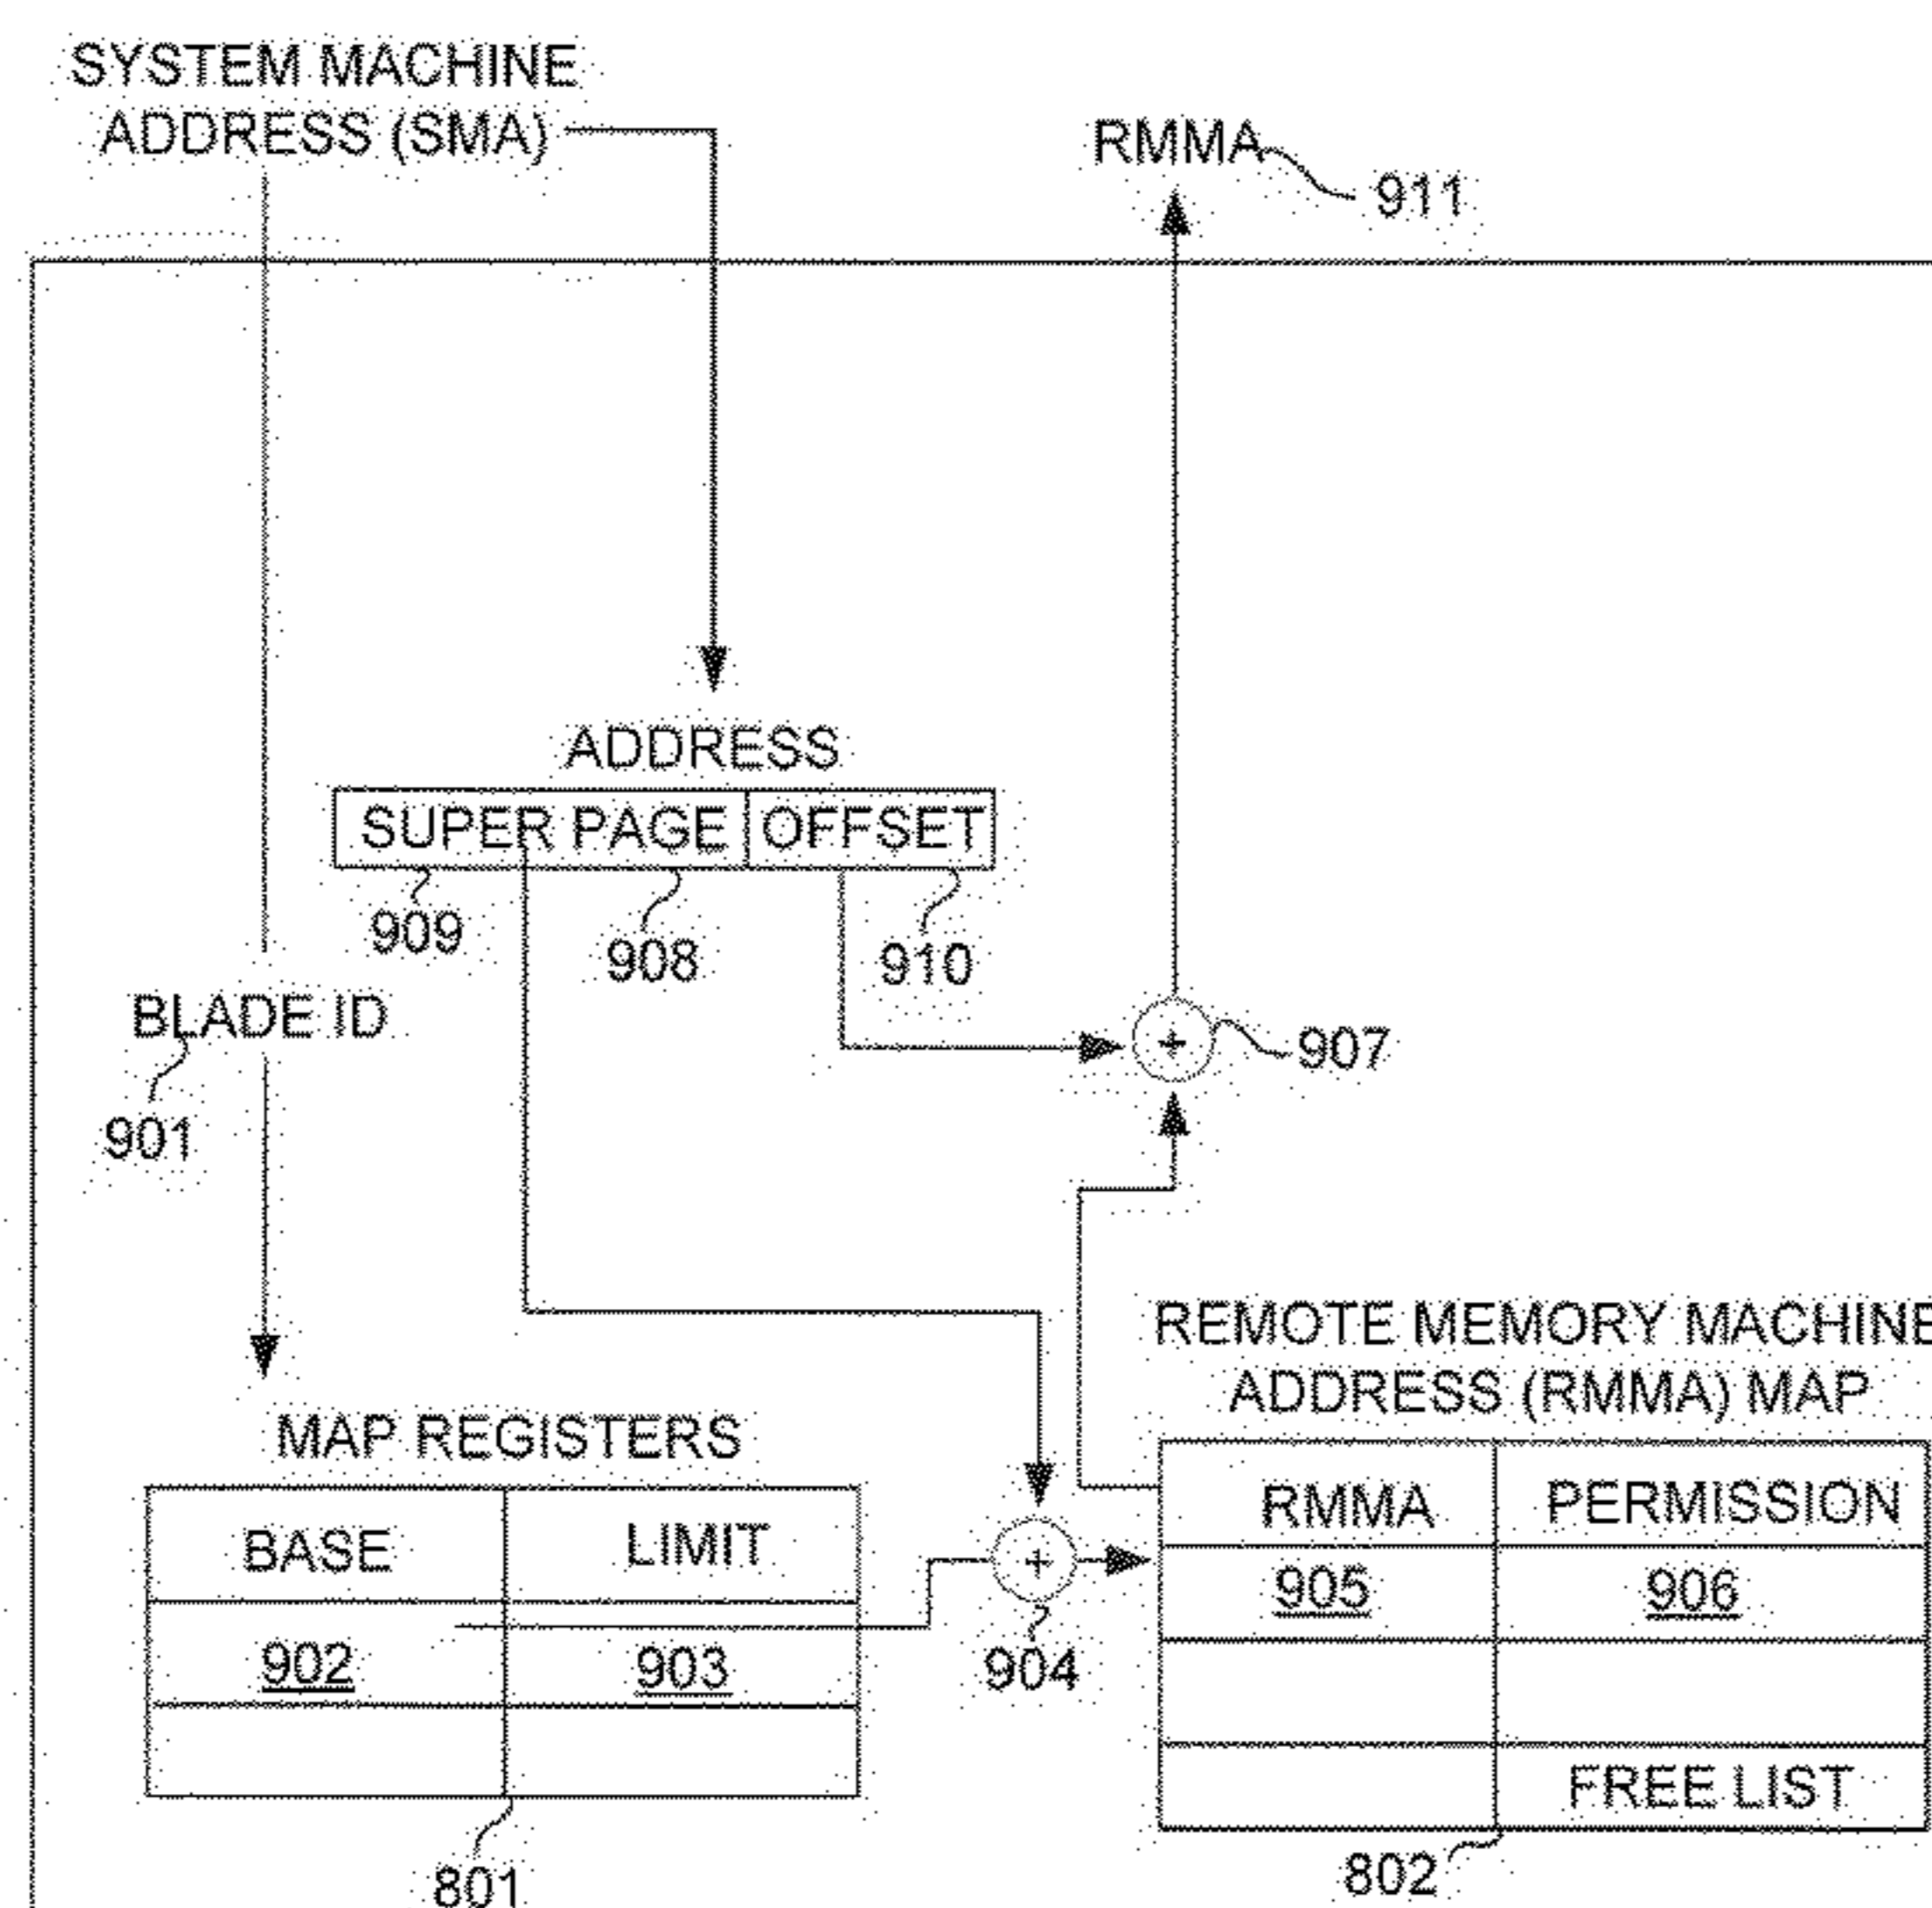 SYSTEM MACHINE
ADDRESS (SMA)
RMMA
911
ADDRESS
SUPER PAGE
OFFSET
909
908
910
BLADE ID
901
+
907
REMOTE MEMORY MACHINE
ADDRESS (RMMA) MAP
MAP REGISTERS
BASE
LIMIT
902
903
801
+
904
RMMA
PERMISSION
905
906
FREE LIST
802